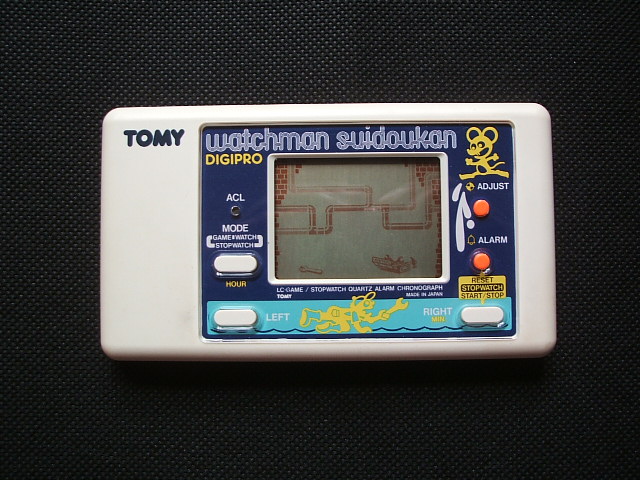 TOMY
watchman suidoukan
DIGIPRO
ACL
ADJUST
MODE
GAME WATCH
STOPWATCH
ALARM
HOUR
RESET
STOPWATCH
START/STOP
LC-GAME / STOPWATCH QUARTZ ALARM CHRONOGRAPH
TOMY
MADE IN JAPAN
LEFT
RIGHT
MIN.